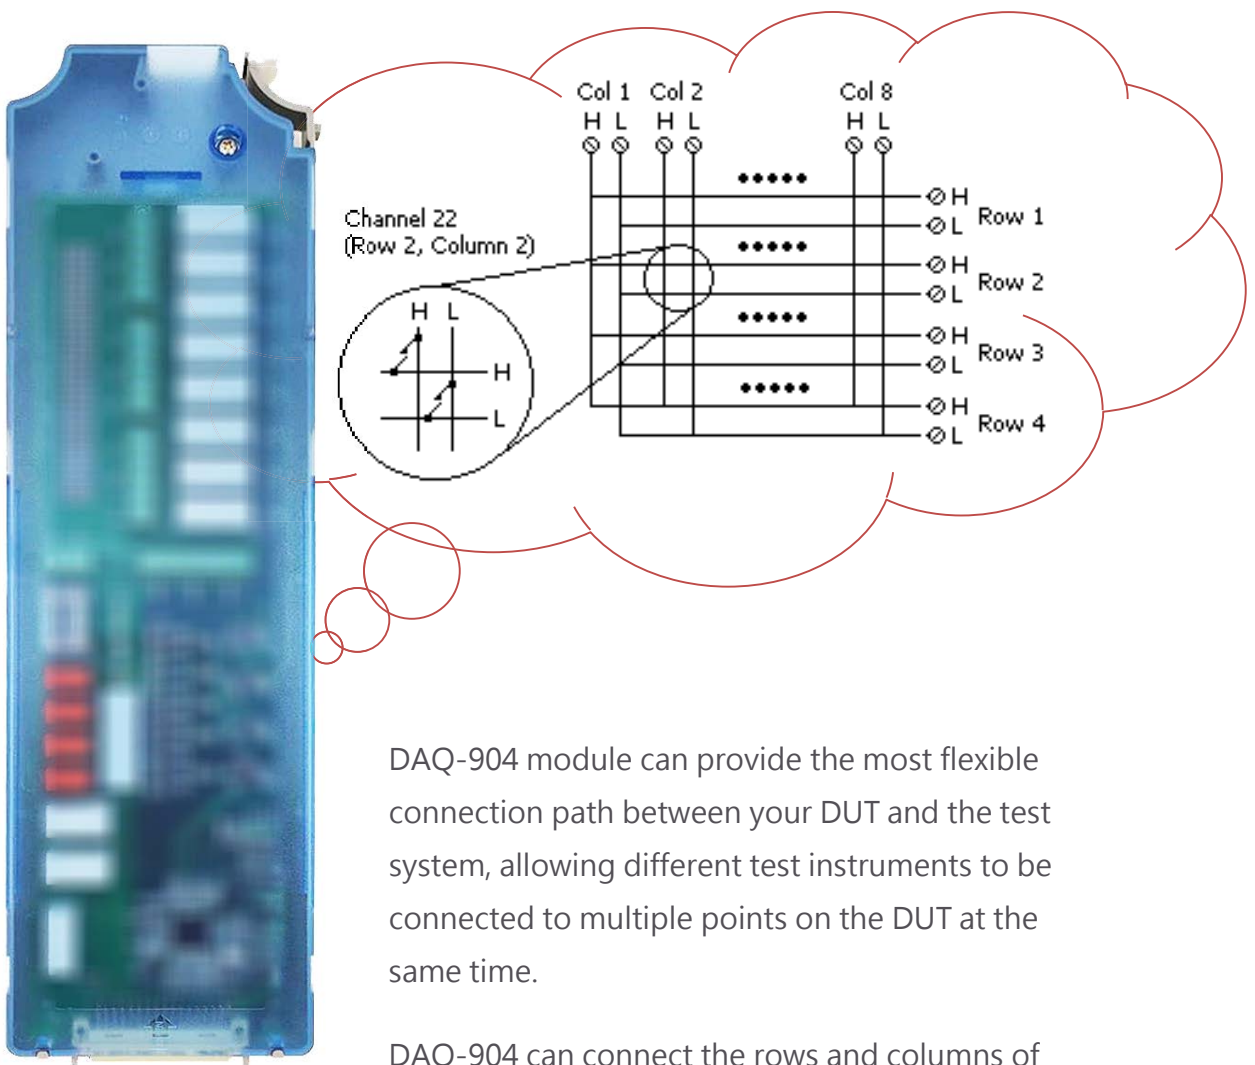 Col 1 Col 2 Col 8
H L H L H L
H
L
Row 1
Channel 22
(Row 2, Column 2)
H
L
Row 2
H L
H
L
H
L
Row 3
H
L
Row 4
DAQ-904 module can provide the most flexible
connection path between your DUT and the test
system, allowing different test instruments to be
connected to multiple points on the DUT at the
same time.
DAQ-904 can connect the rows and columns of